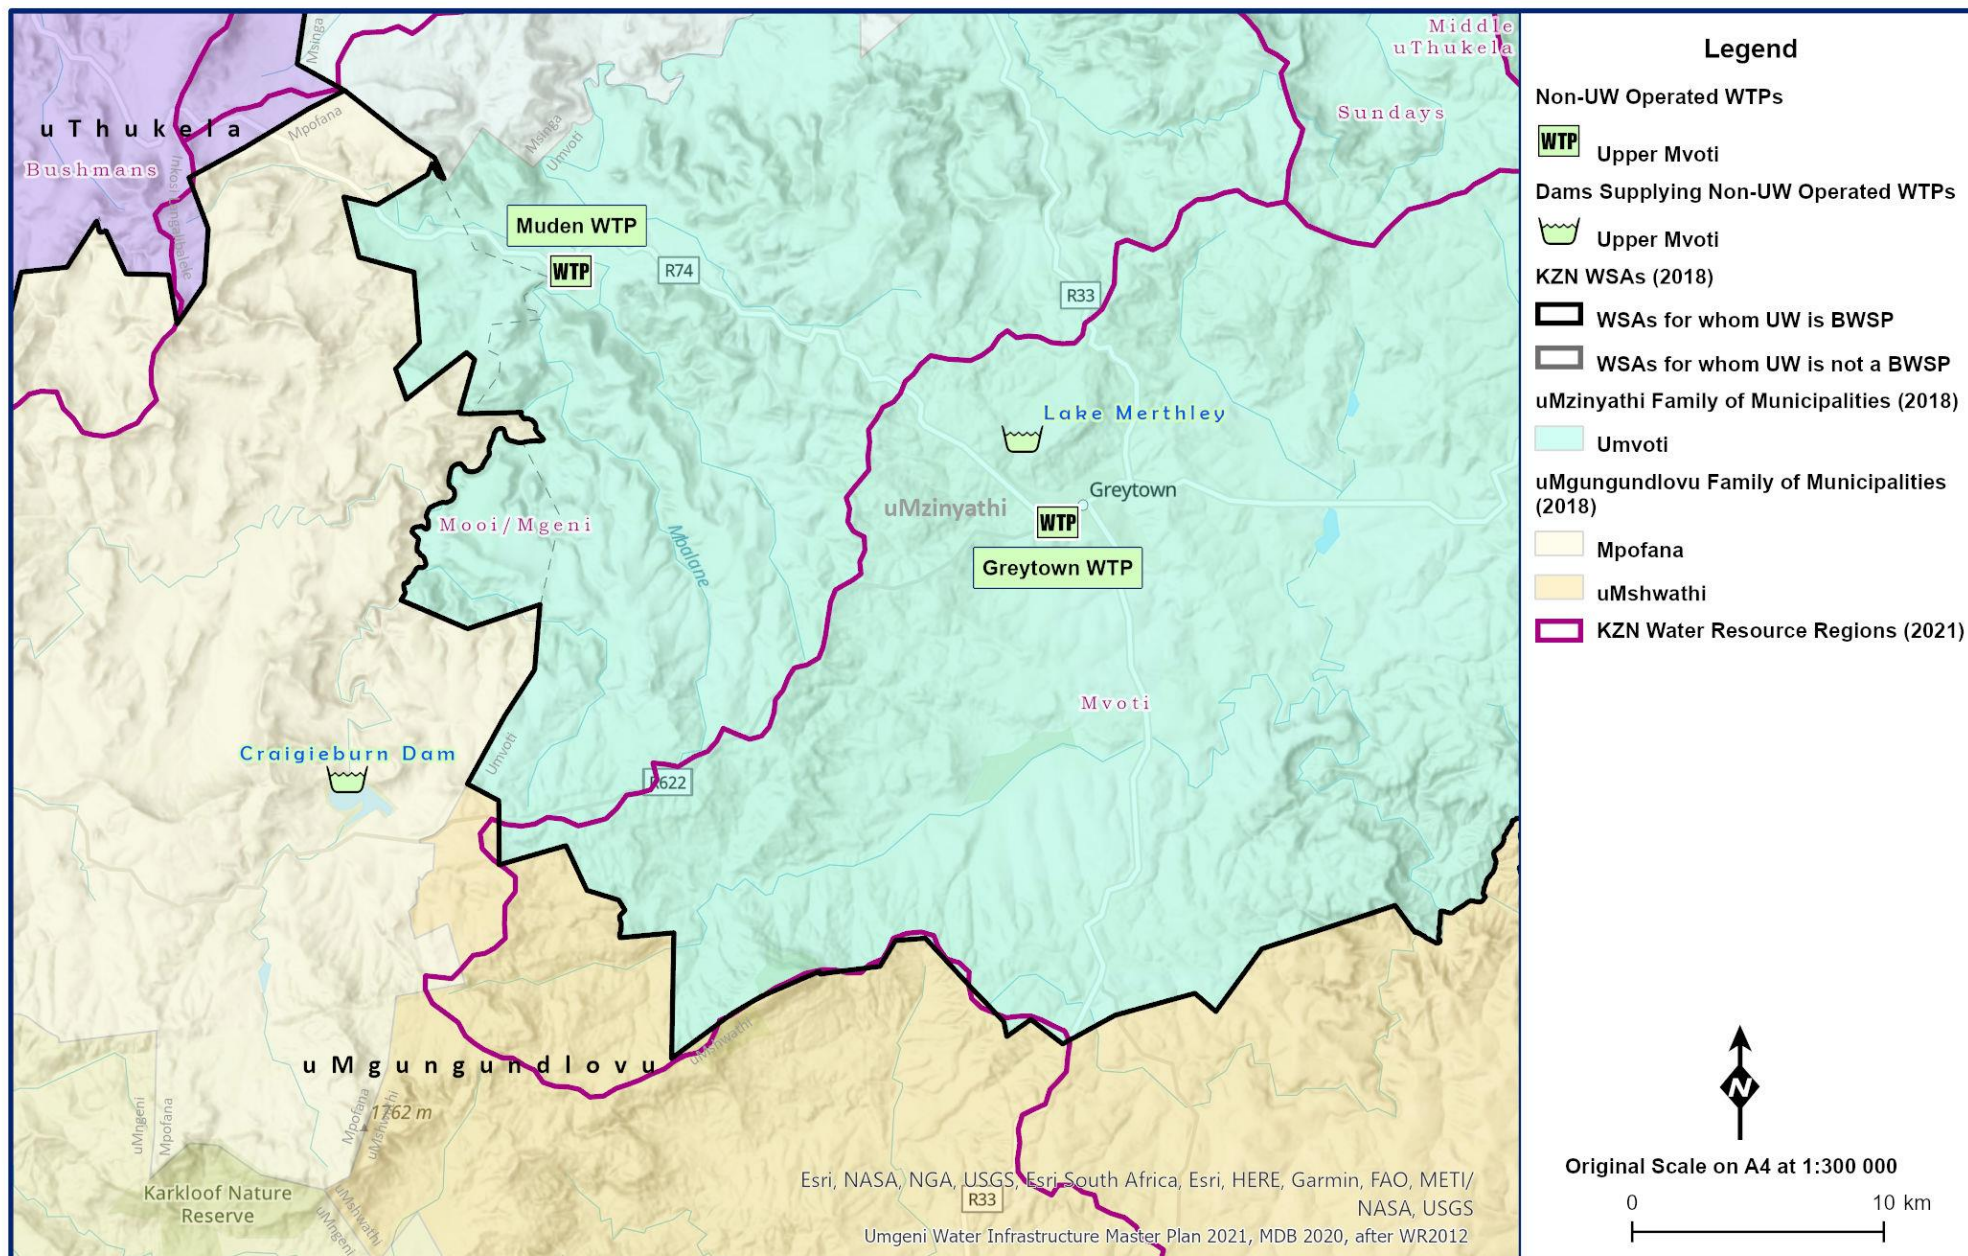 Middle
uThukela
Msinga
Sundays
uThukela
Mpofana
Bushmans
Msinga
Umvoti
Muden WTP
WTP
R74
R33
Lake Merthley
Mooi/Mgeni
Mbalane
uMzinyathi
Greytown
WTP
Greytown WTP
Mvoti
Umvoti
Craigieburn Dam
R622
uMshwathi
uMgungundlovu
1762 m
Mpofana
uMshwathi
uMngeni
Mpofana
Karkloof Nature
Reserve
uMshwathi
uMngeni
R33
Esri, NASA, NGA, USGS, Esri South Africa, Esri, HERE, Garmin, FAO, METI/
NASA, USGS
Umgeni Water Infrastructure Master Plan 2021, MDB 2020, after WR2012
Legend
Non-UW Operated WTPs
WTP Upper Mvoti
Dams Supplying Non-UW Operated WTPs
Upper Mvoti
KZN WSAs (2018)
WSAs for whom UW is BWSP
WSAs for whom UW is not a BWSP
uMzinyathi Family of Municipalities (2018)
Umvoti
uMgungundlovu Family of Municipalities
(2018)
Mpofana
uMshwathi
KZN Water Resource Regions (2021)
N
Original Scale on A4 at 1:300 000
0 10 km